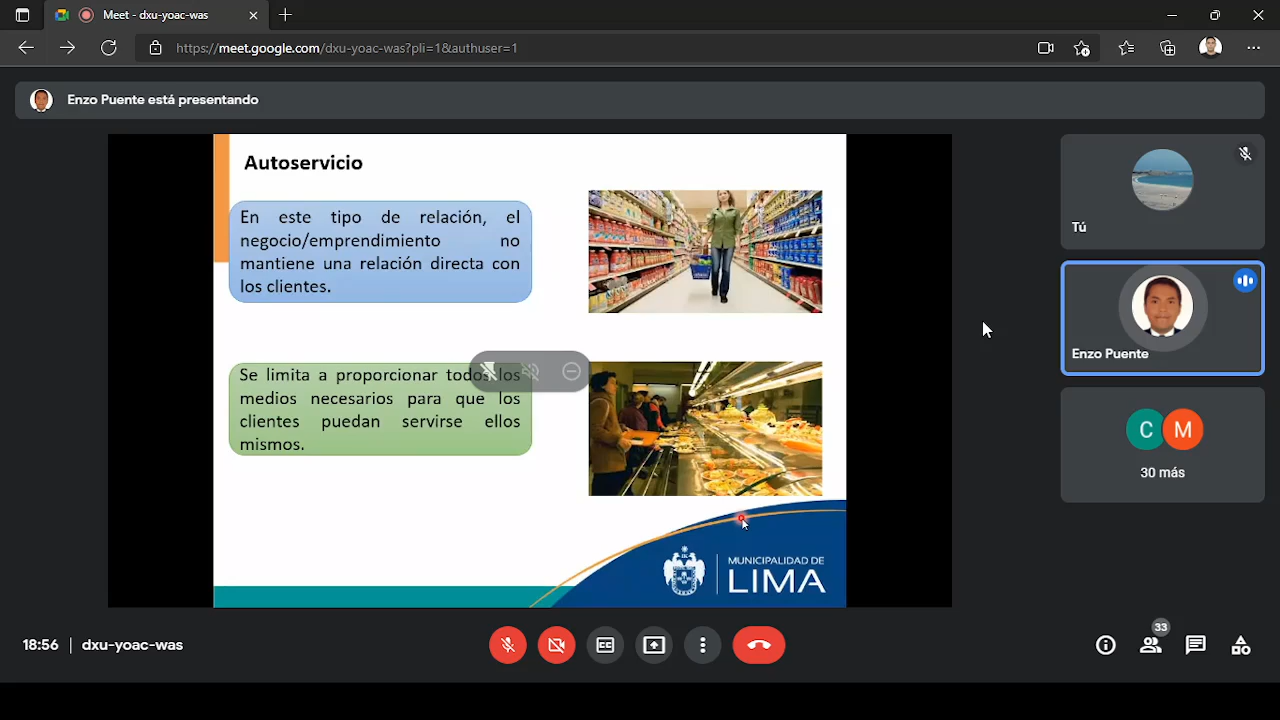 Meet - dxu-yoac-was
https://meet.google.com/dxu-yoac-was?pli=1&authuser=1
Enzo Puente está presentando
Autoservicio
En este tipo de relación, el
negocio/emprendimiento no
mantiene una relación directa con
los clientes.
Se limita a proporcionar todos los
medios necesarios para que los
clientes puedan servirse ellos
mismos.
MUNICIPALIDAD DE
LIMA
Tú
Enzo Puente
C M
30 más
18:56 | dxu-yoac-was
CC
33